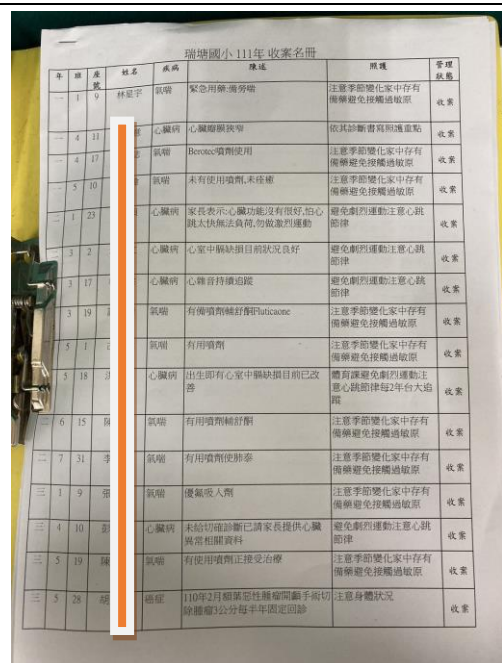 瑞塘國小 111年 收案名冊
年 班 座號 姓名 疾病 陳述 照護 管理狀態
一 1 9 林星宇 氣喘 緊急用藥:備勞喘 注意季節變化家中存有備藥避免接觸過敏原 收案
一 4 11 心臟病 心臟瓣膜狹窄 依其診斷書寫照護重點 收案
一 4 17 氣喘 Berotec噴劑使用 注意季節變化家中存有備藥避免接觸過敏原 收案
一 5 10 氣喘 未有使用噴劑,未痊癒 注意季節變化家中存有備藥避免接觸過敏原 收案
1 23 心臟病 家長表示:心臟功能沒有很好,怕心跳太快無法負荷,勿做激烈運動 避免劇烈運動注意心跳節律 收案
3 2 心臟病 心室中膈缺損目前狀況良好 避免劇烈運動注意心跳節律 收案
3 17 心臟病 心雜音持續追蹤 避免劇烈運動注意心跳節律 收案
3 19 氣喘 有備噴劑輔舒酮Fluticaone 注意季節變化家中存有備藥避免接觸過敏原 收案
5 1 氣喘 有用噴劑 注意季節變化家中存有備藥避免接觸過敏原 收案
5 18 心臟病 出生即有心室中膈缺損目前已改善 體育課避免劇烈運動注意心跳節律每2年台大追蹤 收案
二 6 15 陳 氣喘 有用噴劑輔舒酮 注意季節變化家中存有備藥避免接觸過敏原 收案
二 7 31 李 氣喘 有用噴劑使肺泰 注意季節變化家中存有備藥避免接觸過敏原 收案
三 1 9 張 氣喘 優氟吸入劑 注意季節變化家中存有備藥避免接觸過敏原 收案
三 4 10 彭 心臟病 未給切確診斷已請家長提供心臟異常相關資料 避免劇烈運動注意心跳節律 收案
三 5 19 陳 氣喘 有使用噴劑正接受治療 注意季節變化家中存有備藥避免接觸過敏原 收案
三 5 28 胡 癌症 110年2月顳葉惡性腫瘤開顱手術切除腫瘤3公分每半年固定回診 注意身體狀況 收案